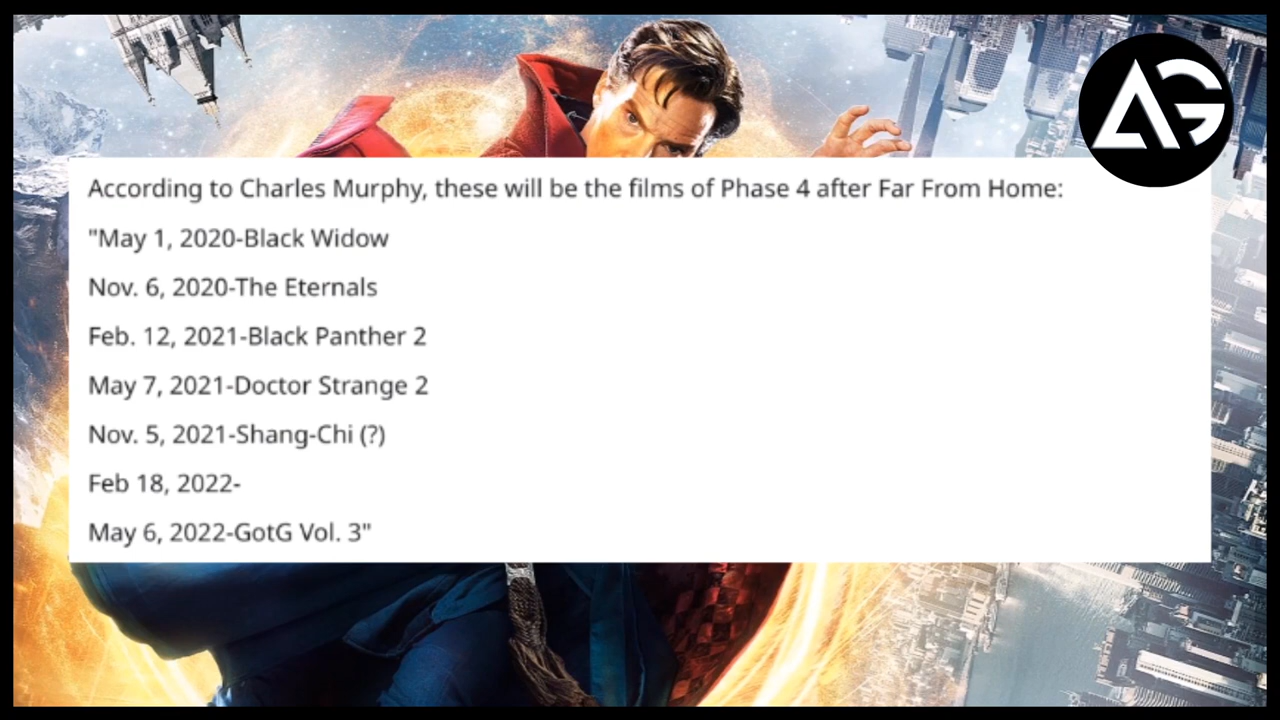 AG
According to Charles Murphy, these will be the films of Phase 4 after Far From Home:
"May 1, 2020-Black Widow
Nov. 6, 2020-The Eternals
Feb. 12, 2021-Black Panther 2
May 7, 2021-Doctor Strange 2
Nov. 5, 2021-Shang-Chi (?)
Feb 18, 2022-
May 6, 2022-GotG Vol. 3"